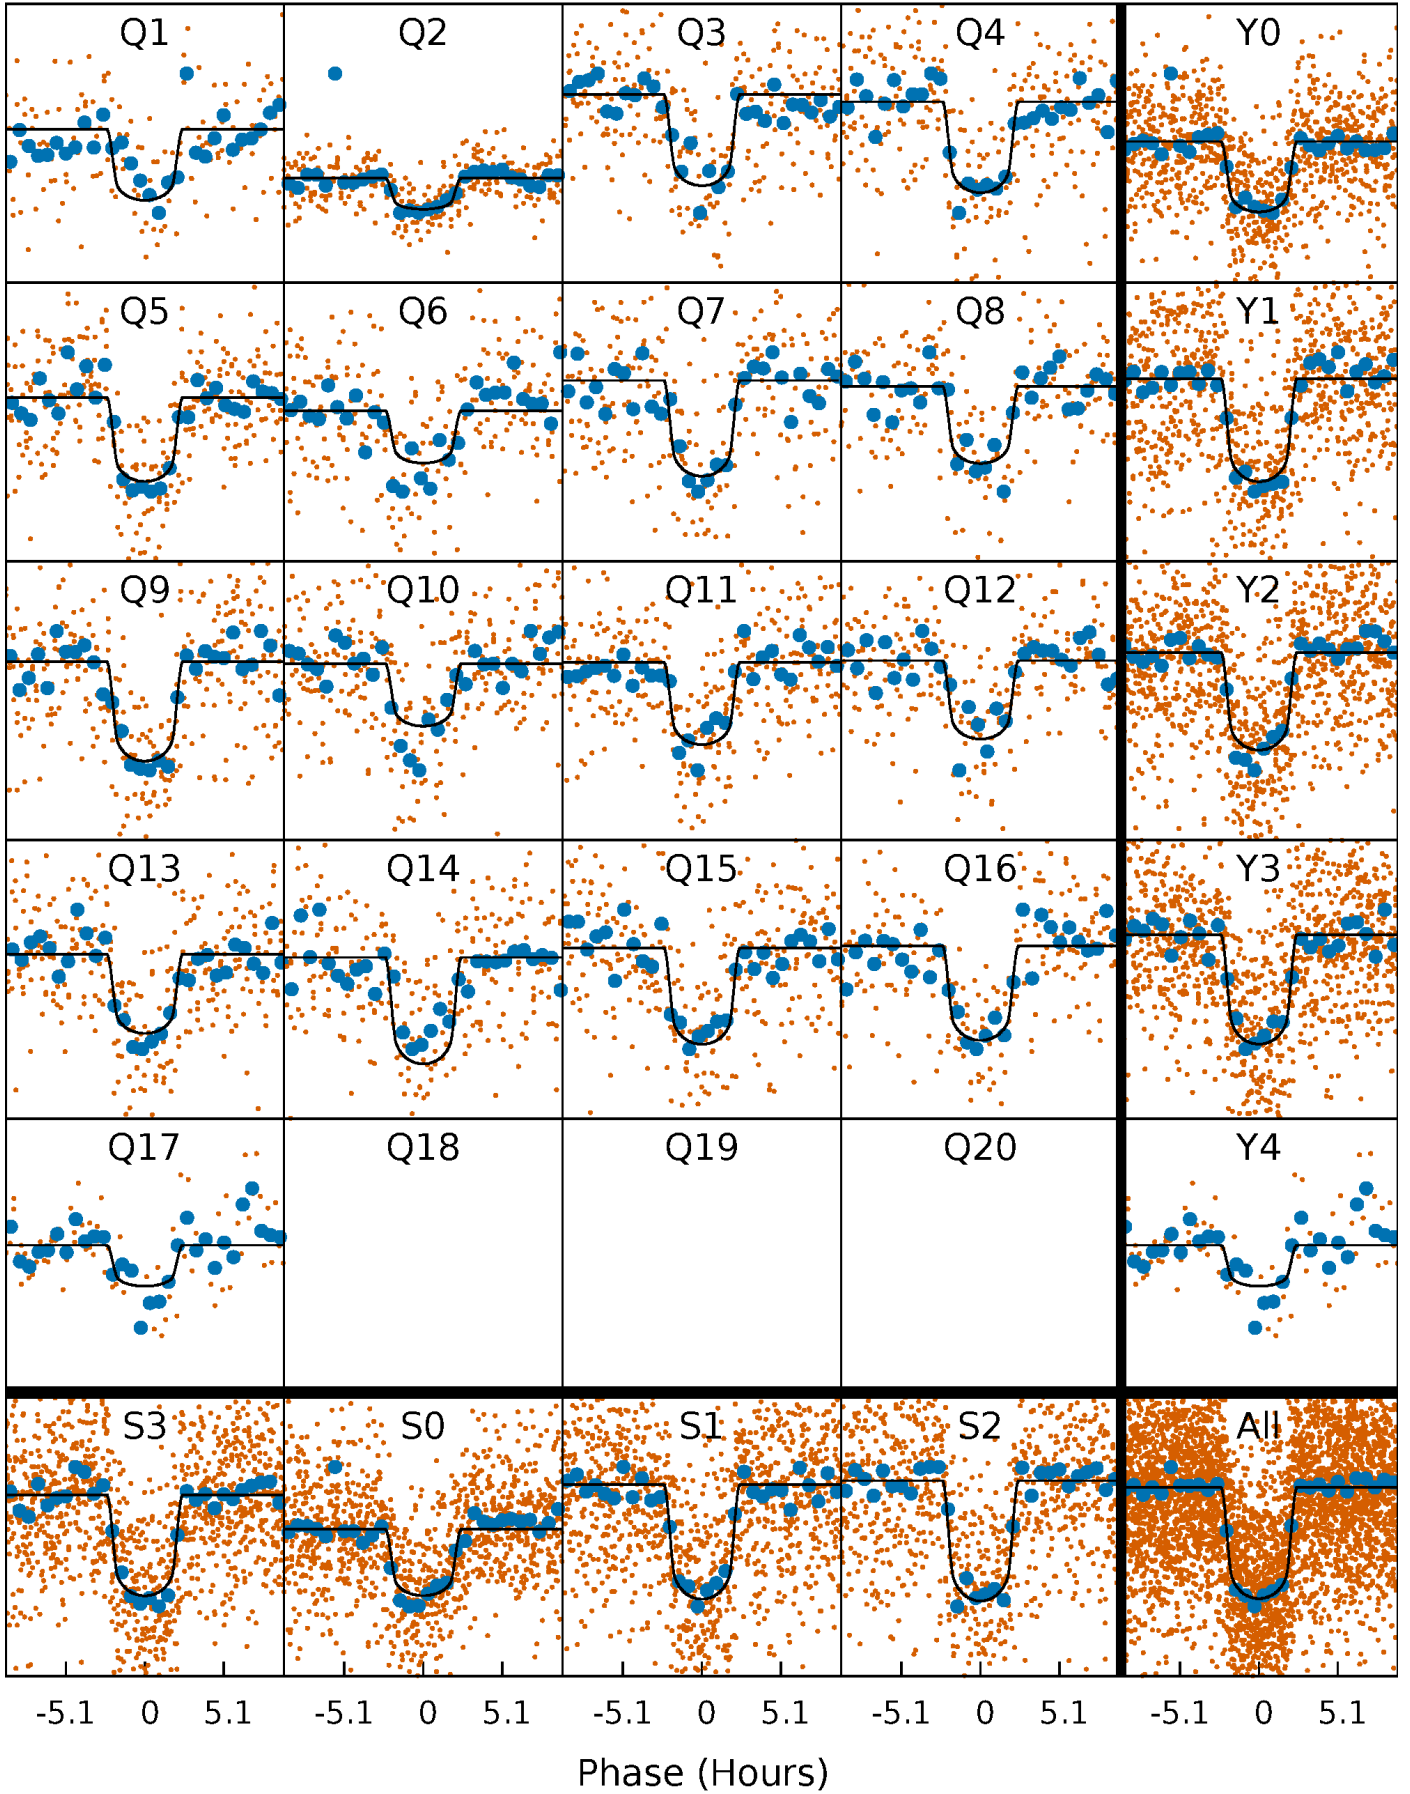 Q1 Q2 Q3 Q4 Y0
Q5 Q6 Q7 Q8 Y1
Q9 Q10 Q11 Q12 Y2
Q13 Q14 Q15 Q16 Y3
Q17 Q18 Q19 Q20 Y4
S3 S0 S1 S2 All
-5.1 0 5.1 -5.1 0 5.1 -5.1 0 5.1 -5.1 0 5.1 -5.1 0 5.1
Phase (Hours)